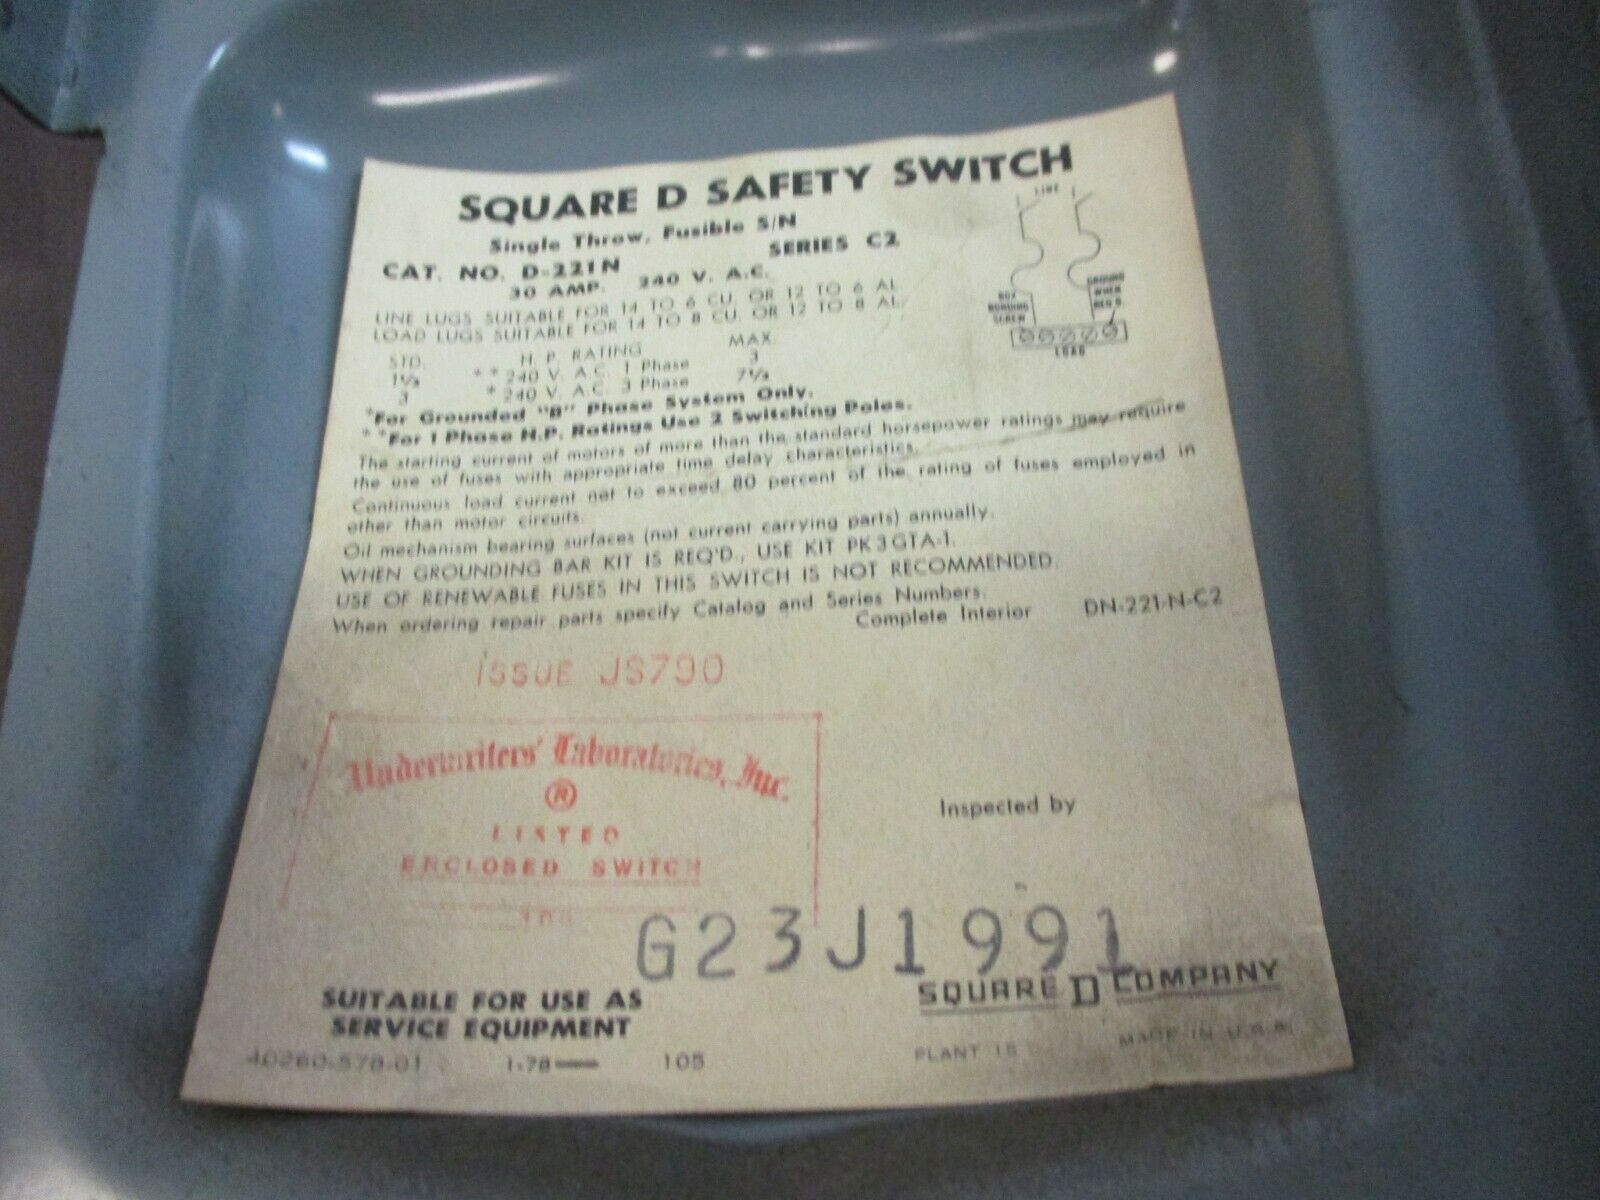 SQUARE D SAFETY SWITCH
Single Throw, Fusible S/N
CAT. NO. D-221N SERIES C2
30 AMP. 240 V. A.C.
LINE LUGS SUITABLE FOR 14 TO 6 CU. OR 12 TO 6 AL.
LOAD LUGS SUITABLE FOR 14 TO 8 CU. OR 12 TO 8 AL.
STD. H. P. RATING MAX.
1½ **240 V. A.C. 1 Phase 3
3 *240 V. A.C. 3 Phase 7½
*For Grounded "B" Phase System Only.
**For 1 Phase H.P. Ratings Use 2 Switching Poles.
The starting current of motors of more than the standard horsepower ratings may require
the use of fuses with appropriate time delay characteristics.
Continuous load current not to exceed 80 percent of the rating of fuses employed in
other than motor circuits.
Oil mechanism bearing surfaces (not current carrying parts) annually.
WHEN GROUNDING BAR KIT IS REQ'D., USE KIT PK3GTA-1.
USE OF RENEWABLE FUSES IN THIS SWITCH IS NOT RECOMMENDED.
When ordering repair parts specify Catalog and Series Numbers.
Complete Interior DN-221-N-C2
LINE
BOX
BONDING
SCREW
GROUND
WHEN
REQ'D.
LOAD
ISSUE JS790
Underwriters' Laboratories, Inc.
®
LISTED
ENCLOSED SWITCH
Inspected by
G23J1991
SUITABLE FOR USE AS
SERVICE EQUIPMENT
SQUARE D COMPANY
40260-578-01 1-78 105
PLANT 15 MADE IN U.S.A.